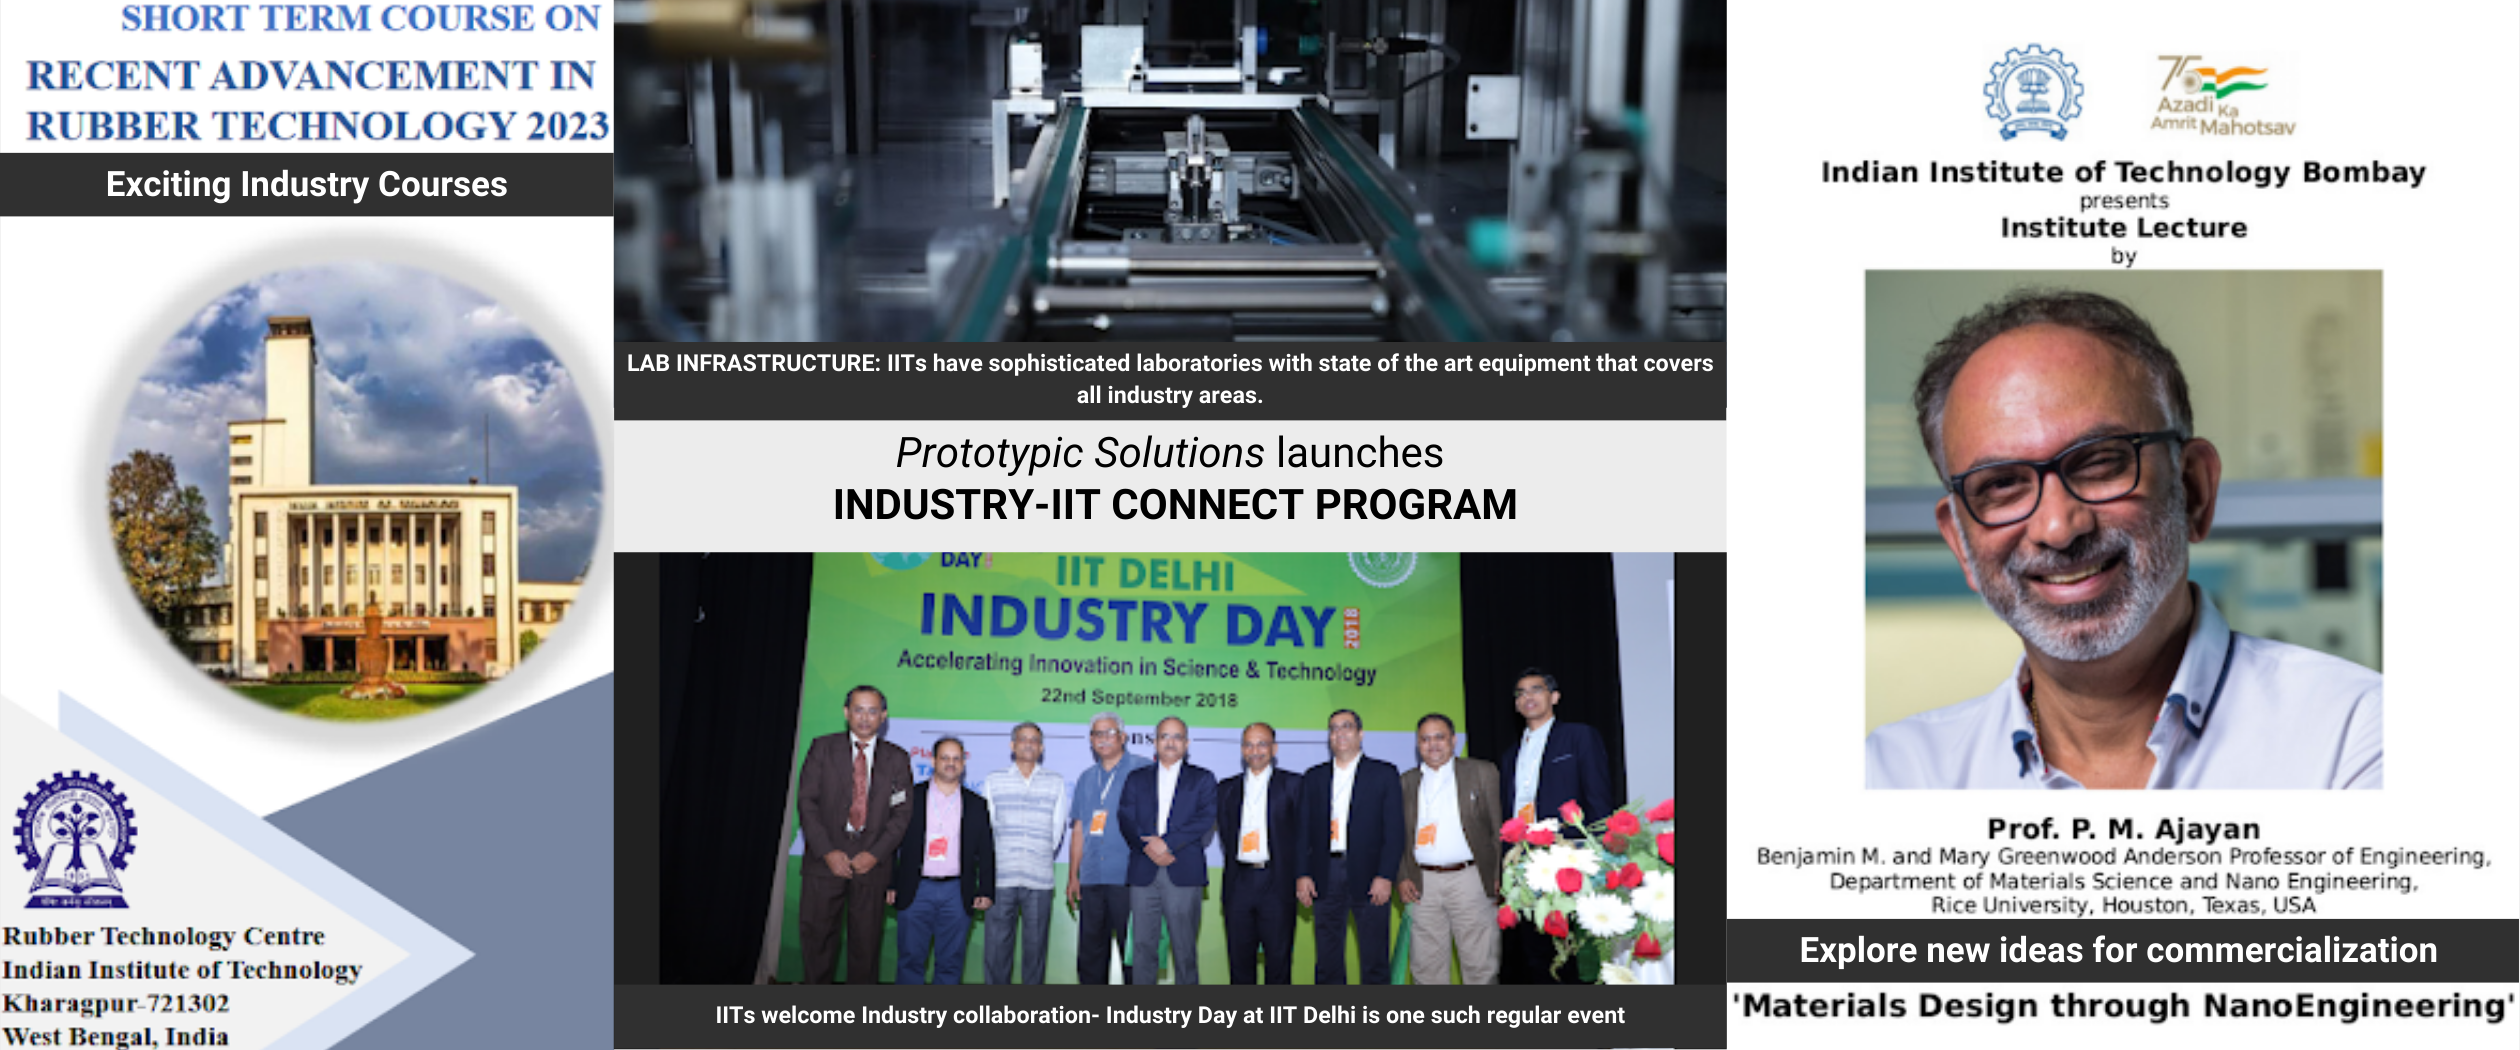 SHORT TERM COURSE ON
RECENT ADVANCEMENT IN
RUBBER TECHNOLOGY 2023
Exciting Industry Courses
INDIAN INSTITUTE OF TECHNOLOGY
Rubber Technology Centre
Indian Institute of Technology
Kharagpur-721302
West Bengal, India
LAB INFRASTRUCTURE: IITs have sophisticated laboratories with state of the art equipment that covers
all industry areas.
Prototypic Solutions launches
INDUSTRY-IIT CONNECT PROGRAM
DAY
IIT DELHI
INDUSTRY DAY 2018
Accelerating Innovation in Science & Technology
22nd September 2018
IITs welcome Industry collaboration- Industry Day at IIT Delhi is one such regular event
75
Azadi
Ka
Amrit Mahotsav
Indian Institute of Technology Bombay
presents
Institute Lecture
by
Prof. P. M. Ajayan
Benjamin M. and Mary Greenwood Anderson Professor of Engineering,
Department of Materials Science and Nano Engineering,
Rice University, Houston, Texas, USA
Explore new ideas for commercialization
'Materials Design through NanoEngineering'